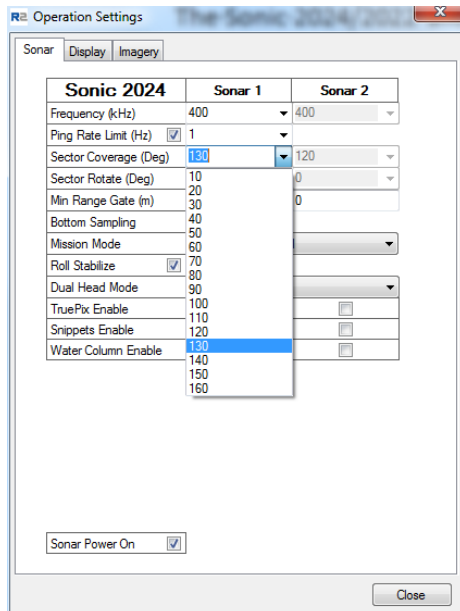 R2 Operation Settings
Sonar Display Imagery
Sonic 2024 Sonar 1 Sonar 2
Frequency (kHz) 400 400
Ping Rate Limit (Hz) 1
Sector Coverage (Deg) 130 120
Sector Rotate (Deg) 0
Min Range Gate (m) 0
Bottom Sampling
Mission Mode
Roll Stabilize
Dual Head Mode
TruePix Enable
Snippets Enable
Water Column Enable
10
20
30
40
50
60
70
80
90
100
110
120
130
140
150
160
Sonar Power On
Close